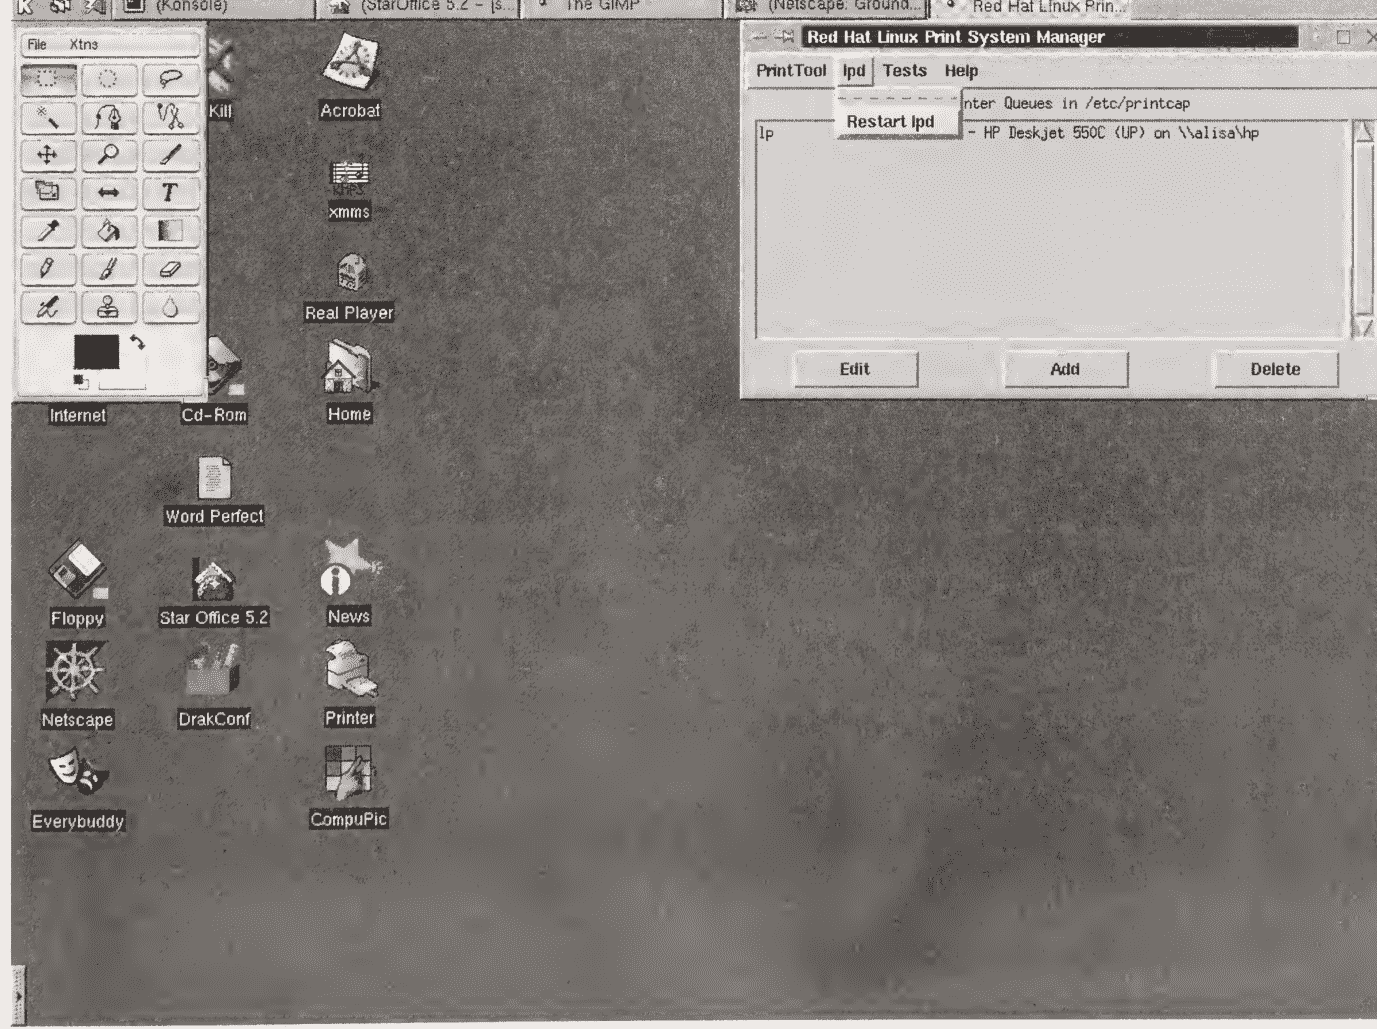 (Konsole)
(StarOffice 5.2 - [s...
The GIMP
(Netscape: Ground...
Red Hat Linux Prin...
File Xtns
Kill
Acrobat
xmms
Real Player
Internet
Cd-Rom
Home
Word Perfect
Floppy
Star Office 5.2
News
Netscape
DrakConf
Printer
Everybuddy
CompuPic
Red Hat Linux Print System Manager
PrintTool lpd Tests Help
nter Queues in /etc/printcap
Restart lpd
lp - HP Deskjet 550C (UP) on \\alisa\hp
Edit Add Delete